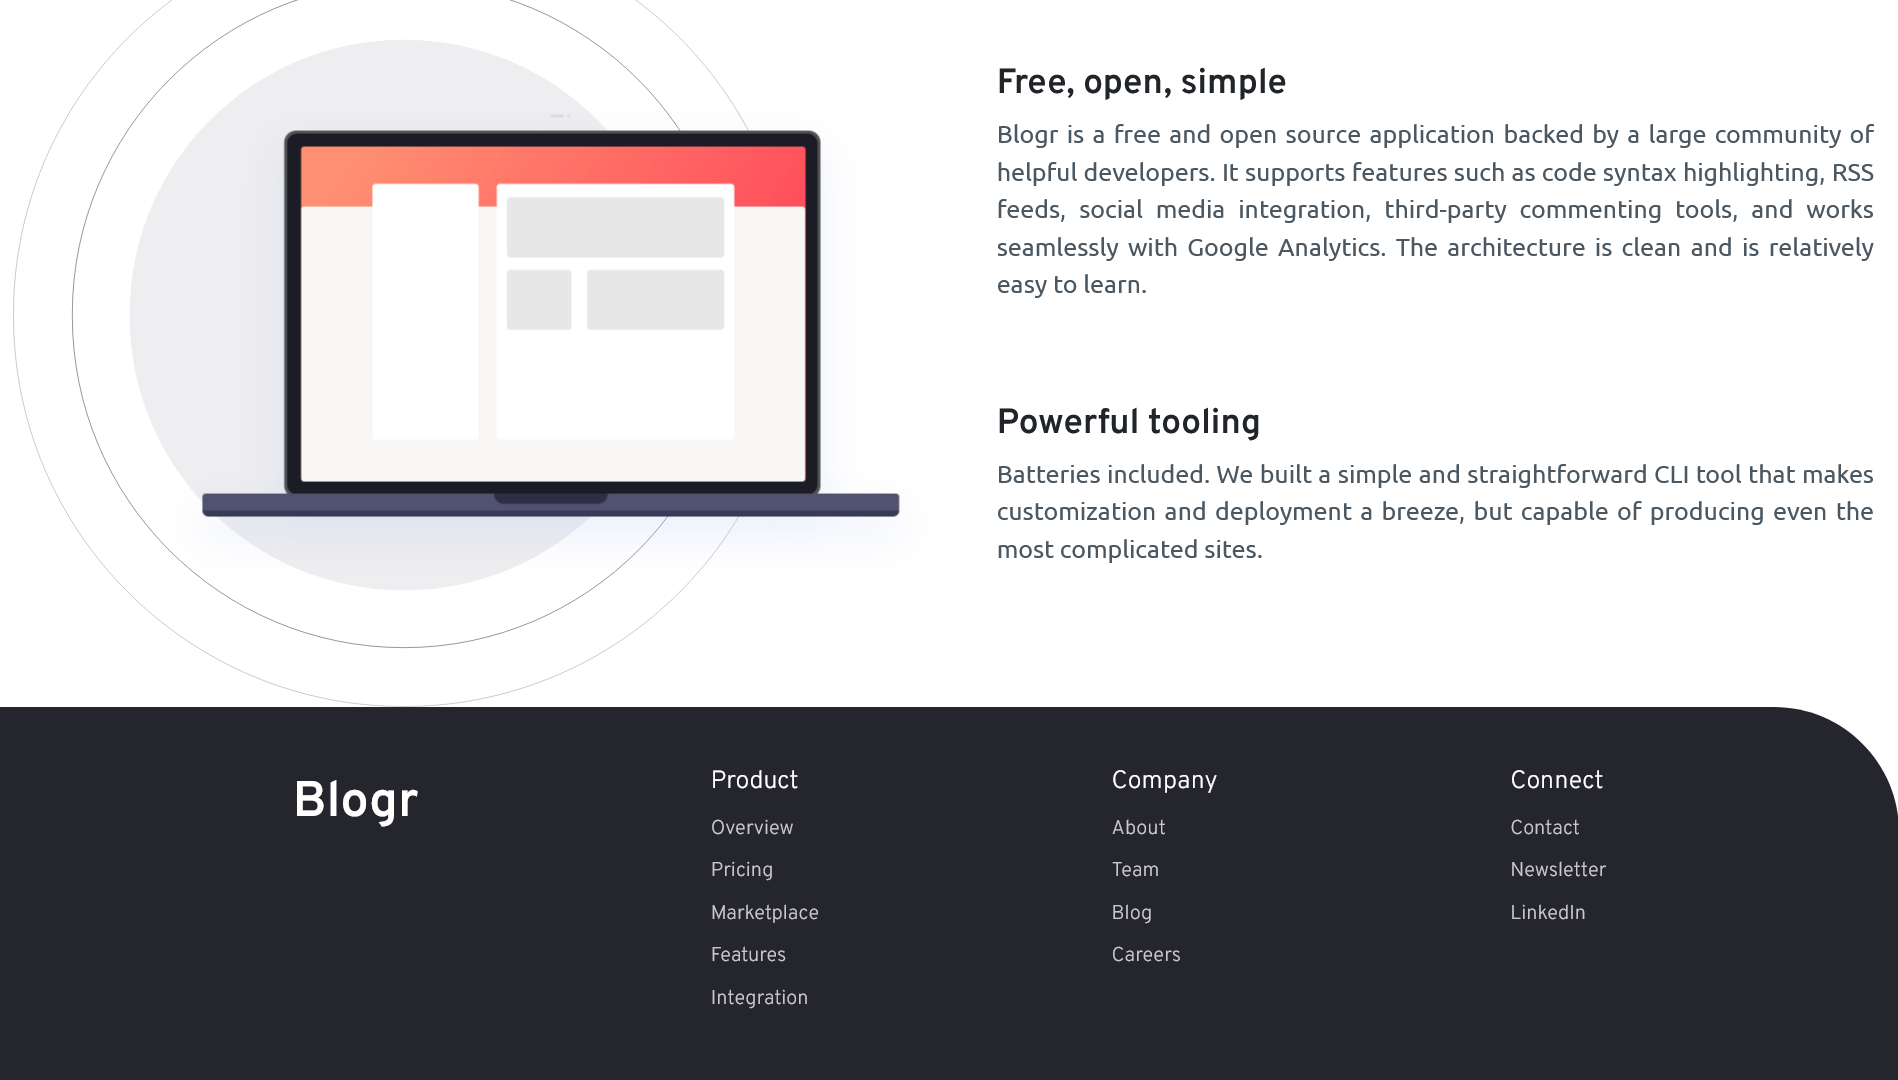 Free, open, simple
Blogr is a free and open source application backed by a large community of
helpful developers. It supports features such as code syntax highlighting, RSS
feeds, social media integration, third-party commenting tools, and works
seamlessly with Google Analytics. The architecture is clean and is relatively
easy to learn.
Powerful tooling
Batteries included. We built a simple and straightforward CLI tool that makes
customization and deployment a breeze, but capable of producing even the
most complicated sites.
Blogr
Product
Overview
Pricing
Marketplace
Features
Integration
Company
About
Team
Blog
Careers
Connect
Contact
Newsletter
LinkedIn